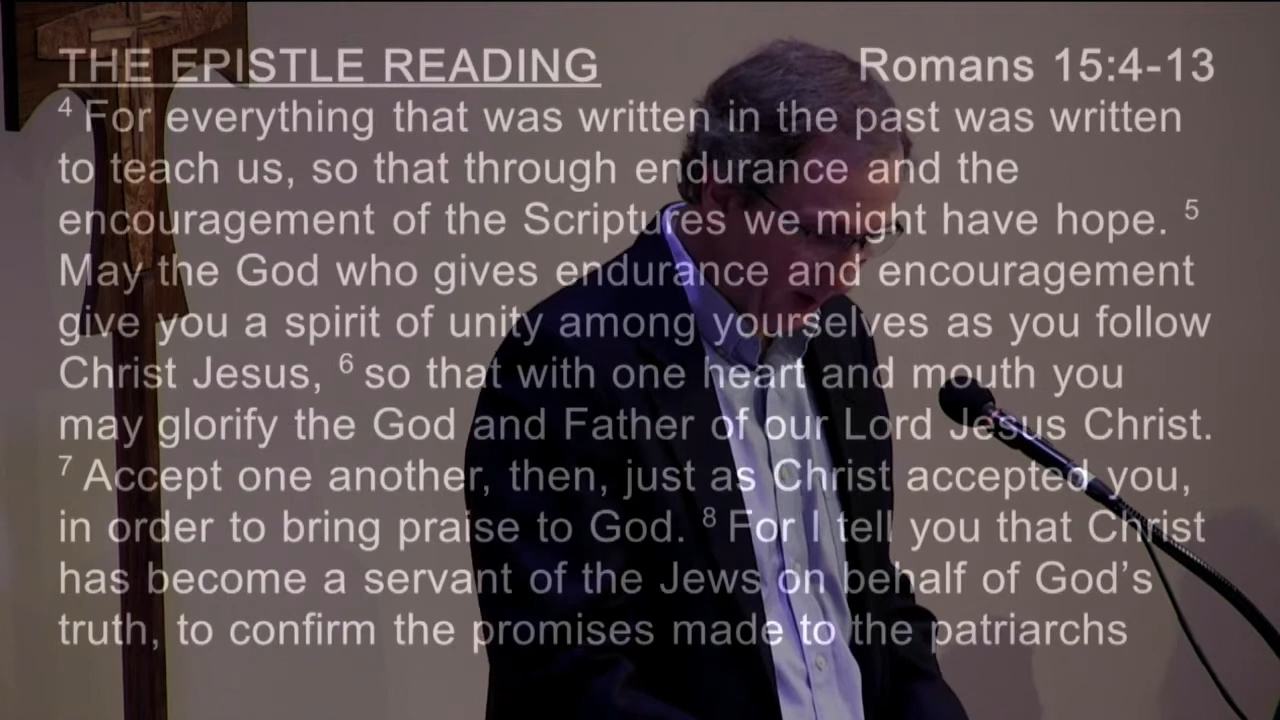 THE EPISTLE READING Romans 15:4-13
4 For everything that was written in the past was written
to teach us, so that through endurance and the
encouragement of the Scriptures we might have hope. 5
May the God who gives endurance and encouragement
give you a spirit of unity among yourselves as you follow
Christ Jesus, 6 so that with one heart and mouth you
may glorify the God and Father of our Lord Jesus Christ.
7 Accept one another, then, just as Christ accepted you,
in order to bring praise to God. 8 For I tell you that Christ
has become a servant of the Jews on behalf of God’s
truth, to confirm the promises made to the patriarchs